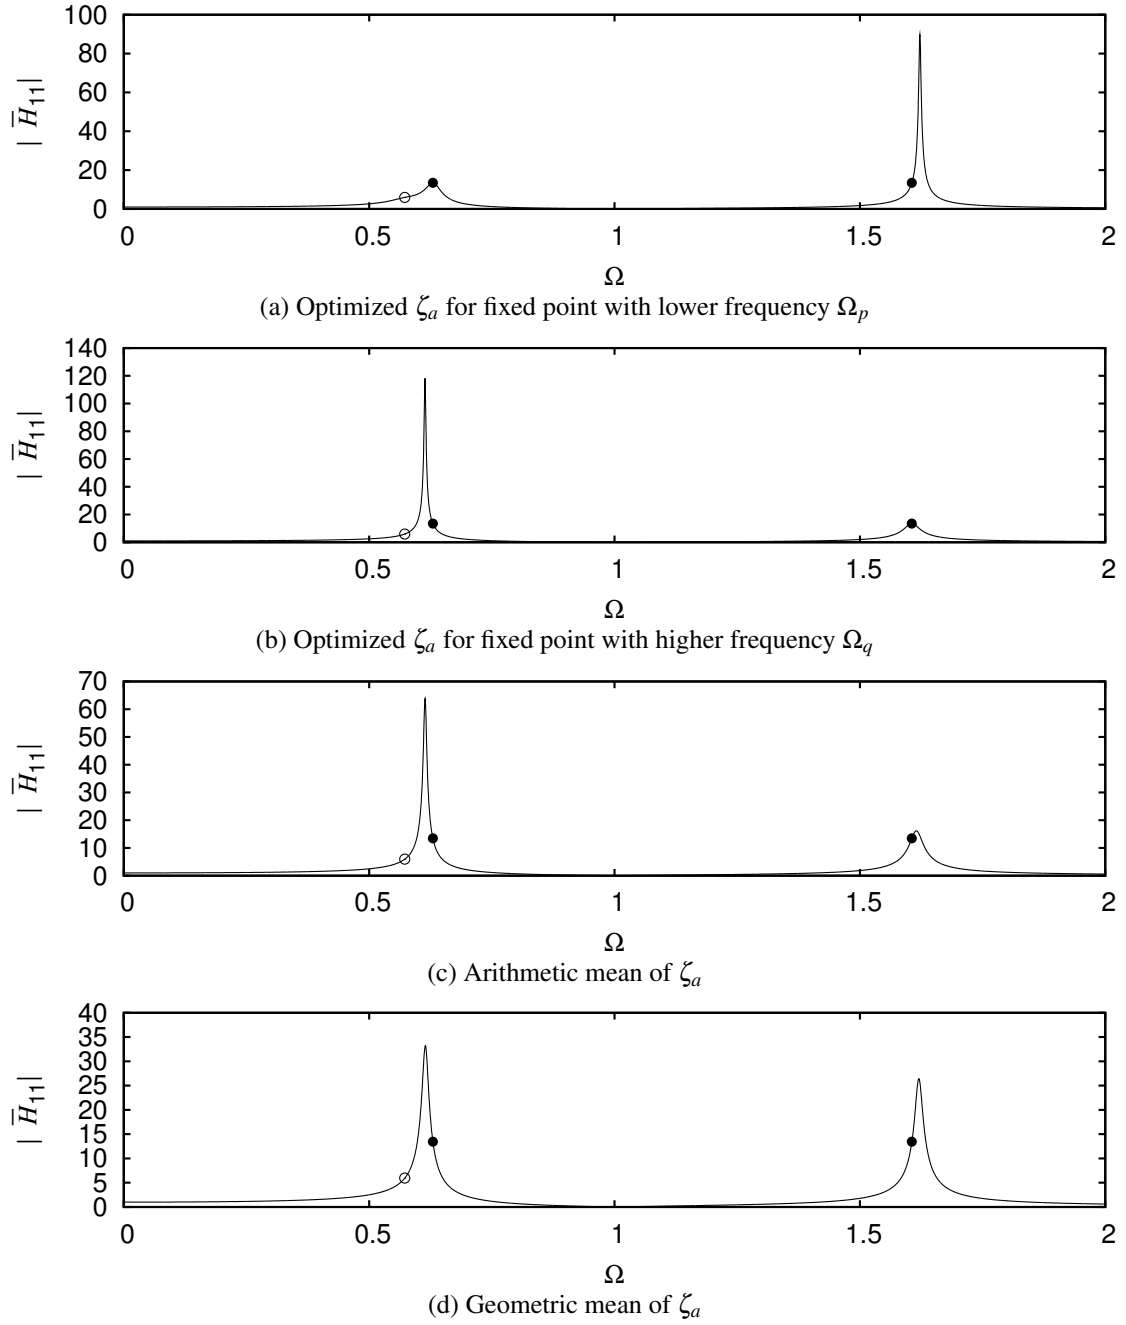 100
80
60
40
20
0
| H̅₁₁|
0 0.5 1 1.5 2
Ω
(a) Optimized ζₐ for fixed point with lower frequency Ωₚ
140
120
100
80
60
40
20
0
| H̅₁₁|
0 0.5 1 1.5 2
Ω
(b) Optimized ζₐ for fixed point with higher frequency Ω_q
70
60
50
40
30
20
10
0
| H̅₁₁|
0 0.5 1 1.5 2
Ω
(c) Arithmetic mean of ζₐ
40
35
30
25
20
15
10
5
0
| H̅₁₁|
0 0.5 1 1.5 2
Ω
(d) Geometric mean of ζₐ